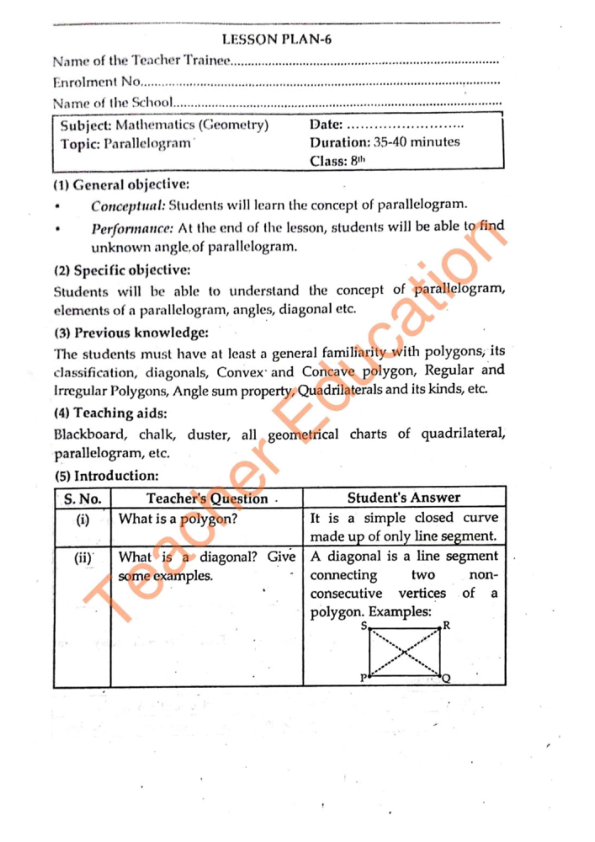 LESSON PLAN-6
Name of the Teacher Trainee..........................................................................
Enrolment No..........................................................................
Name of the School..........................................................................
Subject: Mathematics (Geometry)
Date: ............................
Topic: Parallelogram
Duration: 35-40 minutes
Class: 8th
(1) General objective:
• Conceptual: Students will learn the concept of parallelogram.
• Performance: At the end of the lesson, students will be able to find
unknown angle of parallelogram.
(2) Specific objective:
Students will be able to understand the concept of parallelogram,
elements of a parallelogram, angles, diagonal etc.
(3) Previous knowledge:
The students must have at least a general familiarity with polygons, its
classification, diagonals, Convex and Concave polygon, Regular and
Irregular Polygons, Angle sum property, Quadrilaterals and its kinds, etc.
(4) Teaching aids:
Blackboard, chalk, duster, all geometrical charts of quadrilateral,
parallelogram, etc.
(5) Introduction:
S. No. Teacher's Question Student's Answer
(i) What is a polygon?
It is a simple closed curve
made up of only line segment.
(ii) What is a diagonal? Give
some examples.
A diagonal is a line segment
connecting two non-
consecutive vertices of a
polygon. Examples:
S R
P Q
Teacher Education